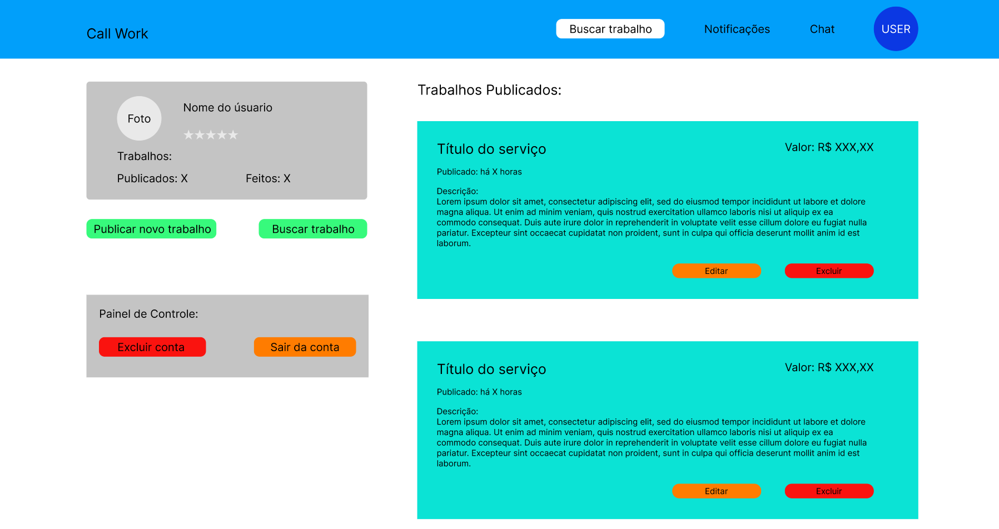 Call Work
Buscar trabalho
Notificações
Chat
USER
Foto
Nome do úsuario
★★★★★
Trabalhos:
Publicados: X
Feitos: X
Publicar novo trabalho
Buscar trabalho
Painel de Controle:
Excluir conta
Sair da conta
Trabalhos Publicados:
Título do serviço
Valor: R$ XXX,XX
Publicado: há X horas
Descrição:
Lorem ipsum dolor sit amet, consectetur adipiscing elit, sed do eiusmod tempor incididunt ut labore et dolore
magna aliqua. Ut enim ad minim veniam, quis nostrud exercitation ullamco laboris nisi ut aliquip ex ea
commodo consequat. Duis aute irure dolor in reprehenderit in voluptate velit esse cillum dolore eu fugiat nulla
pariatur. Excepteur sint occaecat cupidatat non proident, sunt in culpa qui officia deserunt mollit anim id est
laborum.
Editar
Excluir
Título do serviço
Valor: R$ XXX,XX
Publicado: há X horas
Descrição:
Lorem ipsum dolor sit amet, consectetur adipiscing elit, sed do eiusmod tempor incididunt ut labore et dolore
magna aliqua. Ut enim ad minim veniam, quis nostrud exercitation ullamco laboris nisi ut aliquip ex ea
commodo consequat. Duis aute irure dolor in reprehenderit in voluptate velit esse cillum dolore eu fugiat nulla
pariatur. Excepteur sint occaecat cupidatat non proident, sunt in culpa qui officia deserunt mollit anim id est
laborum.
Editar
Excluir